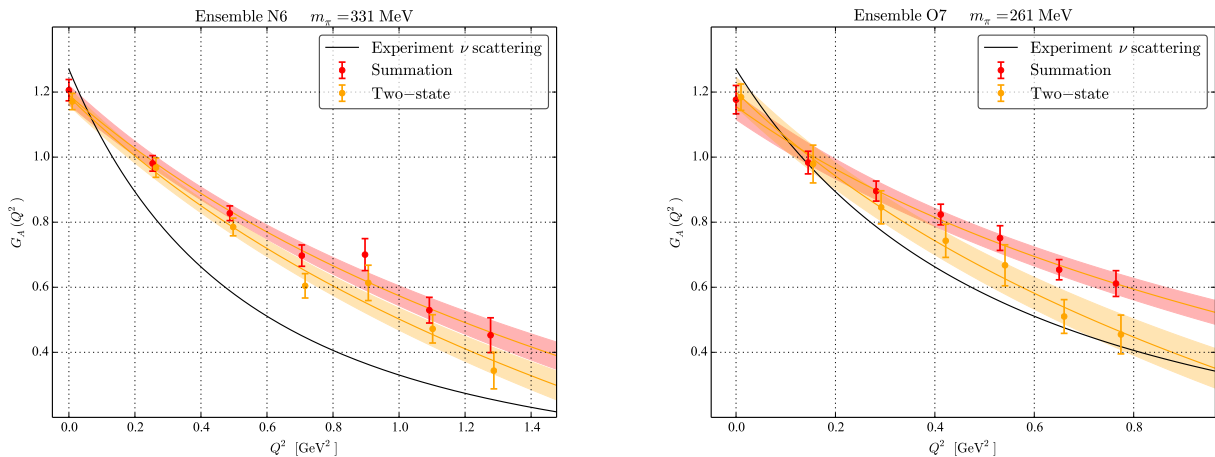 Ensemble N6 m_π =331 MeV
Experiment ν scattering
Summation
Two−state
1.2
1.0
0.8
0.6
0.4
G_A(Q²)
0.0 0.2 0.4 0.6 0.8 1.0 1.2 1.4
Q² [GeV²]
Ensemble O7 m_π =261 MeV
Experiment ν scattering
Summation
Two−state
1.2
1.0
0.8
0.6
0.4
G_A(Q²)
0.0 0.2 0.4 0.6 0.8
Q² [GeV²]